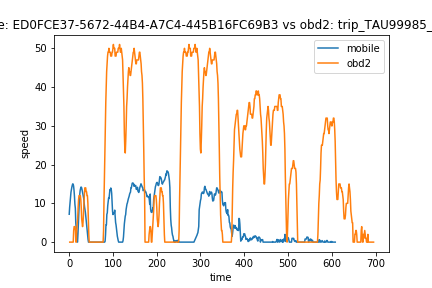 e: ED0FCE37-5672-44B4-A7C4-445B16FC69B3 vs obd2: trip_TAU99985_
mobile
obd2
50
40
30
20
10
0
speed
0 100 200 300 400 500 600 700
time